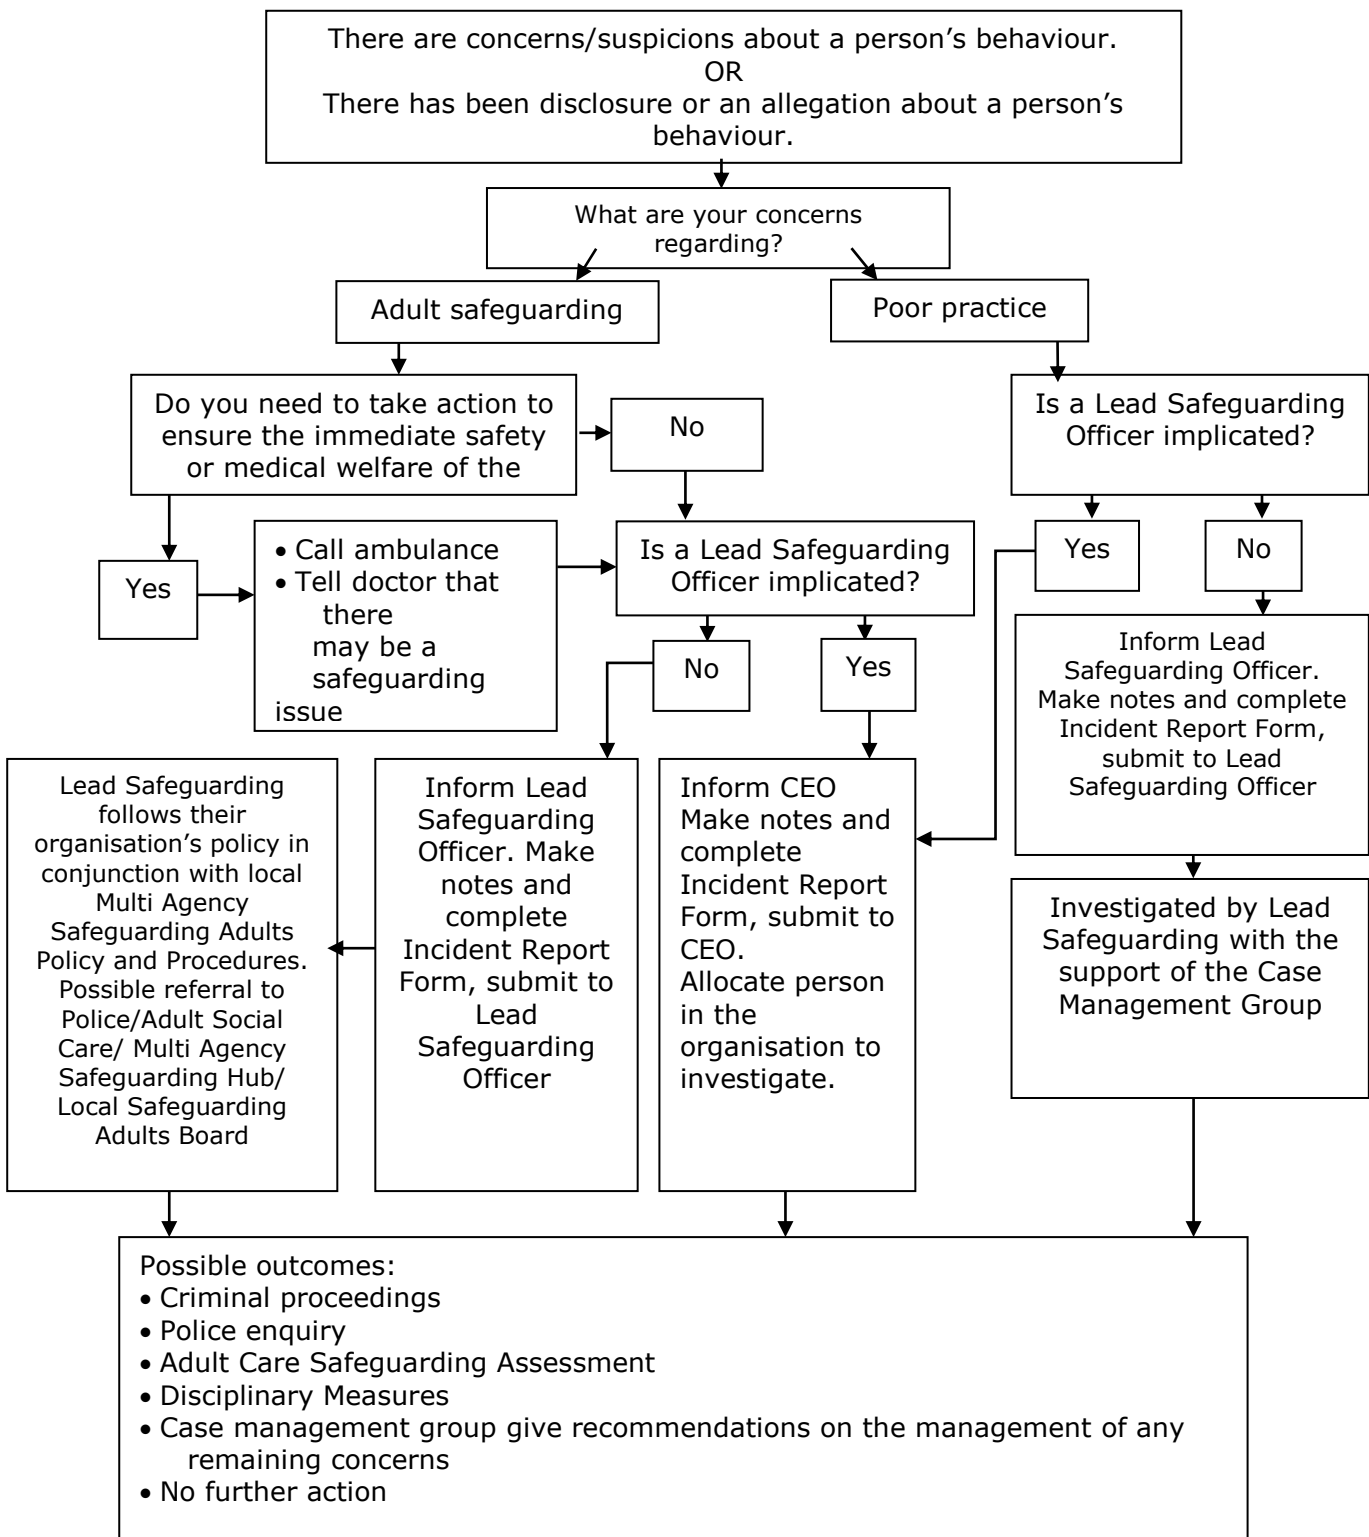 There are concerns/suspicions about a person’s behaviour.
OR
There has been disclosure or an allegation about a person’s
behaviour.
What are your concerns
regarding?
Adult safeguarding
Poor practice
Do you need to take action to
ensure the immediate safety
or medical welfare of the
No
Is a Lead Safeguarding
Officer implicated?
Yes
• Call ambulance
• Tell doctor that
there
may be a
safeguarding
issue
Is a Lead Safeguarding
Officer implicated?
Yes
No
No
Yes
Inform Lead
Safeguarding Officer.
Make notes and complete
Incident Report Form,
submit to Lead
Safeguarding Officer
Lead Safeguarding
follows their
organisation’s policy in
conjunction with local
Multi Agency
Safeguarding Adults
Policy and Procedures.
Possible referral to
Police/Adult Social
Care/ Multi Agency
Safeguarding Hub/
Local Safeguarding
Adults Board
Inform Lead
Safeguarding
Officer. Make
notes and
complete
Incident Report
Form, submit to
Lead
Safeguarding
Officer
Inform CEO
Make notes and
complete
Incident Report
Form, submit to
CEO.
Allocate person
in the
organisation to
investigate.
Investigated by Lead
Safeguarding with the
support of the Case
Management Group
Possible outcomes:
• Criminal proceedings
• Police enquiry
• Adult Care Safeguarding Assessment
• Disciplinary Measures
• Case management group give recommendations on the management of any
remaining concerns
• No further action